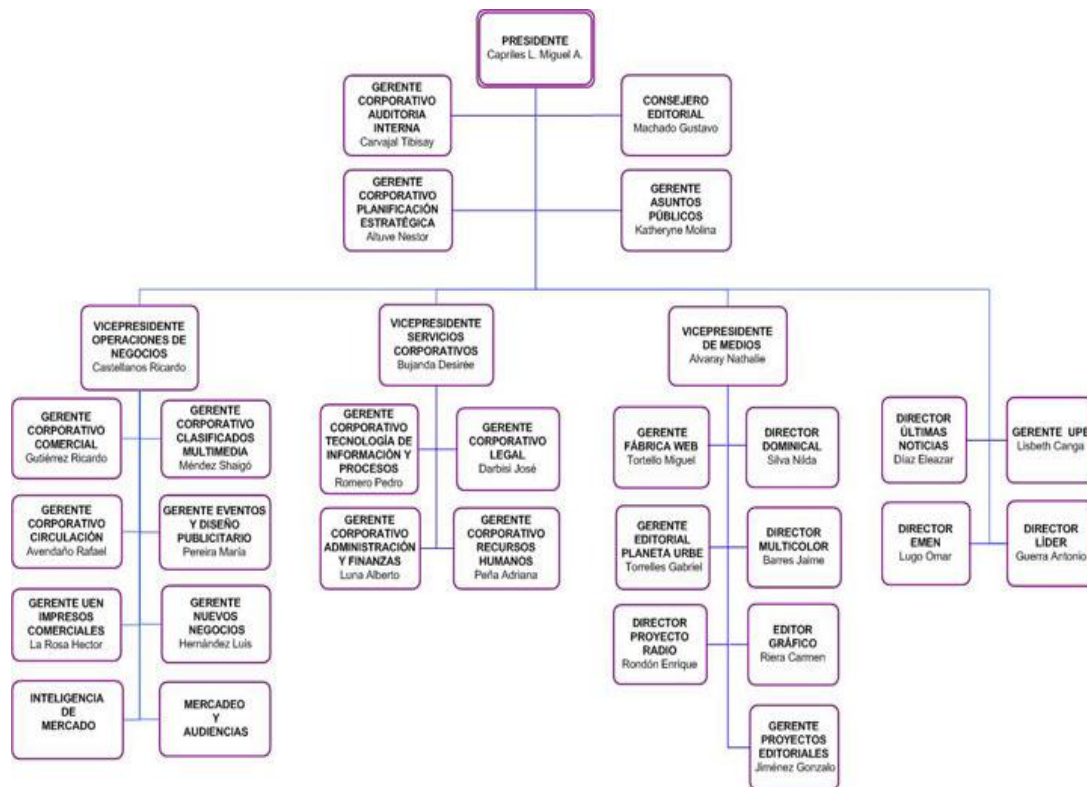 PRESIDENTE
Capriles L. Miguel A.
GERENTE
CORPORATIVO
AUDITORIA
INTERNA
Carvajal Tibisay
CONSEJERO
EDITORIAL
Machado Gustavo
GERENTE
CORPORATIVO
PLANIFICACIÓN
ESTRATÉGICA
Altuve Nestor
GERENTE
ASUNTOS
PÚBLICOS
Katheryne Molina
VICEPRESIDENTE
OPERACIONES DE
NEGOCIOS
Castellanos Ricardo
VICEPRESIDENTE
SERVICIOS
CORPORATIVOS
Bujanda Desirée
VICEPRESIDENTE
DE MEDIOS
Alvaray Nathalie
GERENTE
CORPORATIVO
COMERCIAL
Gutiérrez Ricardo
GERENTE
CORPORATIVO
CLASIFICADOS
MULTIMEDIA
Méndez Shaigó
GERENTE
CORPORATIVO
CIRCULACIÓN
Avendaño Rafael
GERENTE EVENTOS
Y DISEÑO
PUBLICITARIO
Pereira María
GERENTE UEN
IMPRESOS
COMERCIALES
La Rosa Hector
GERENTE
NUEVOS
NEGOCIOS
Hernández Luis
INTELIGENCIA
DE
MERCADO
MERCADEO
Y
AUDIENCIAS
GERENTE
CORPORATIVO
TECNOLOGÍA DE
INFORMACIÓN Y
PROCESOS
Romero Pedro
GERENTE
CORPORATIVO
LEGAL
Darbisi José
GERENTE
CORPORATIVO
ADMINISTRACIÓN
Y FINANZAS
Luna Alberto
GERENTE
CORPORATIVO
RECURSOS
HUMANOS
Peña Adriana
GERENTE
FÁBRICA WEB
Tortello Miguel
DIRECTOR
DOMINICAL
Silva Nilda
GERENTE
EDITORIAL
PLANETA URBE
Torrelles Gabriel
DIRECTOR
MULTICOLOR
Barres Jaime
DIRECTOR
PROYECTO
RADIO
Rondón Enrique
EDITOR
GRÁFICO
Riera Carmen
GERENTE
PROYECTOS
EDITORIALES
Jiménez Gonzalo
DIRECTOR
ÚLTIMAS
NOTICIAS
Díaz Eleazar
GERENTE UPE
Lisbeth Canga
DIRECTOR
EMEN
Lugo Omar
DIRECTOR
LÍDER
Guerra Antonio